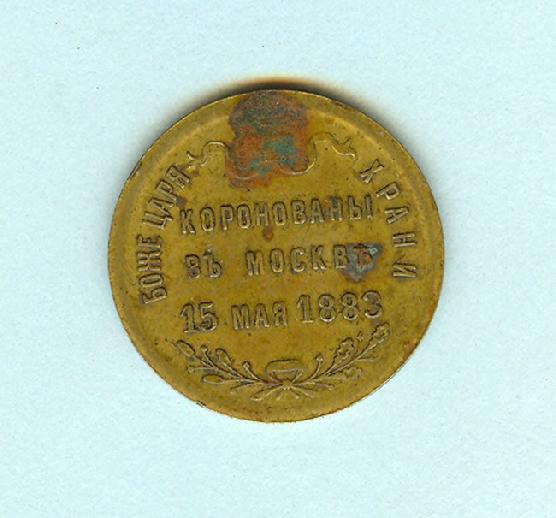 БОЖЕ ЦАРЯ ХРАНИ
КОРОНОВАНЫ
ВЪ МОСКВѢ
15 МАЯ 1883